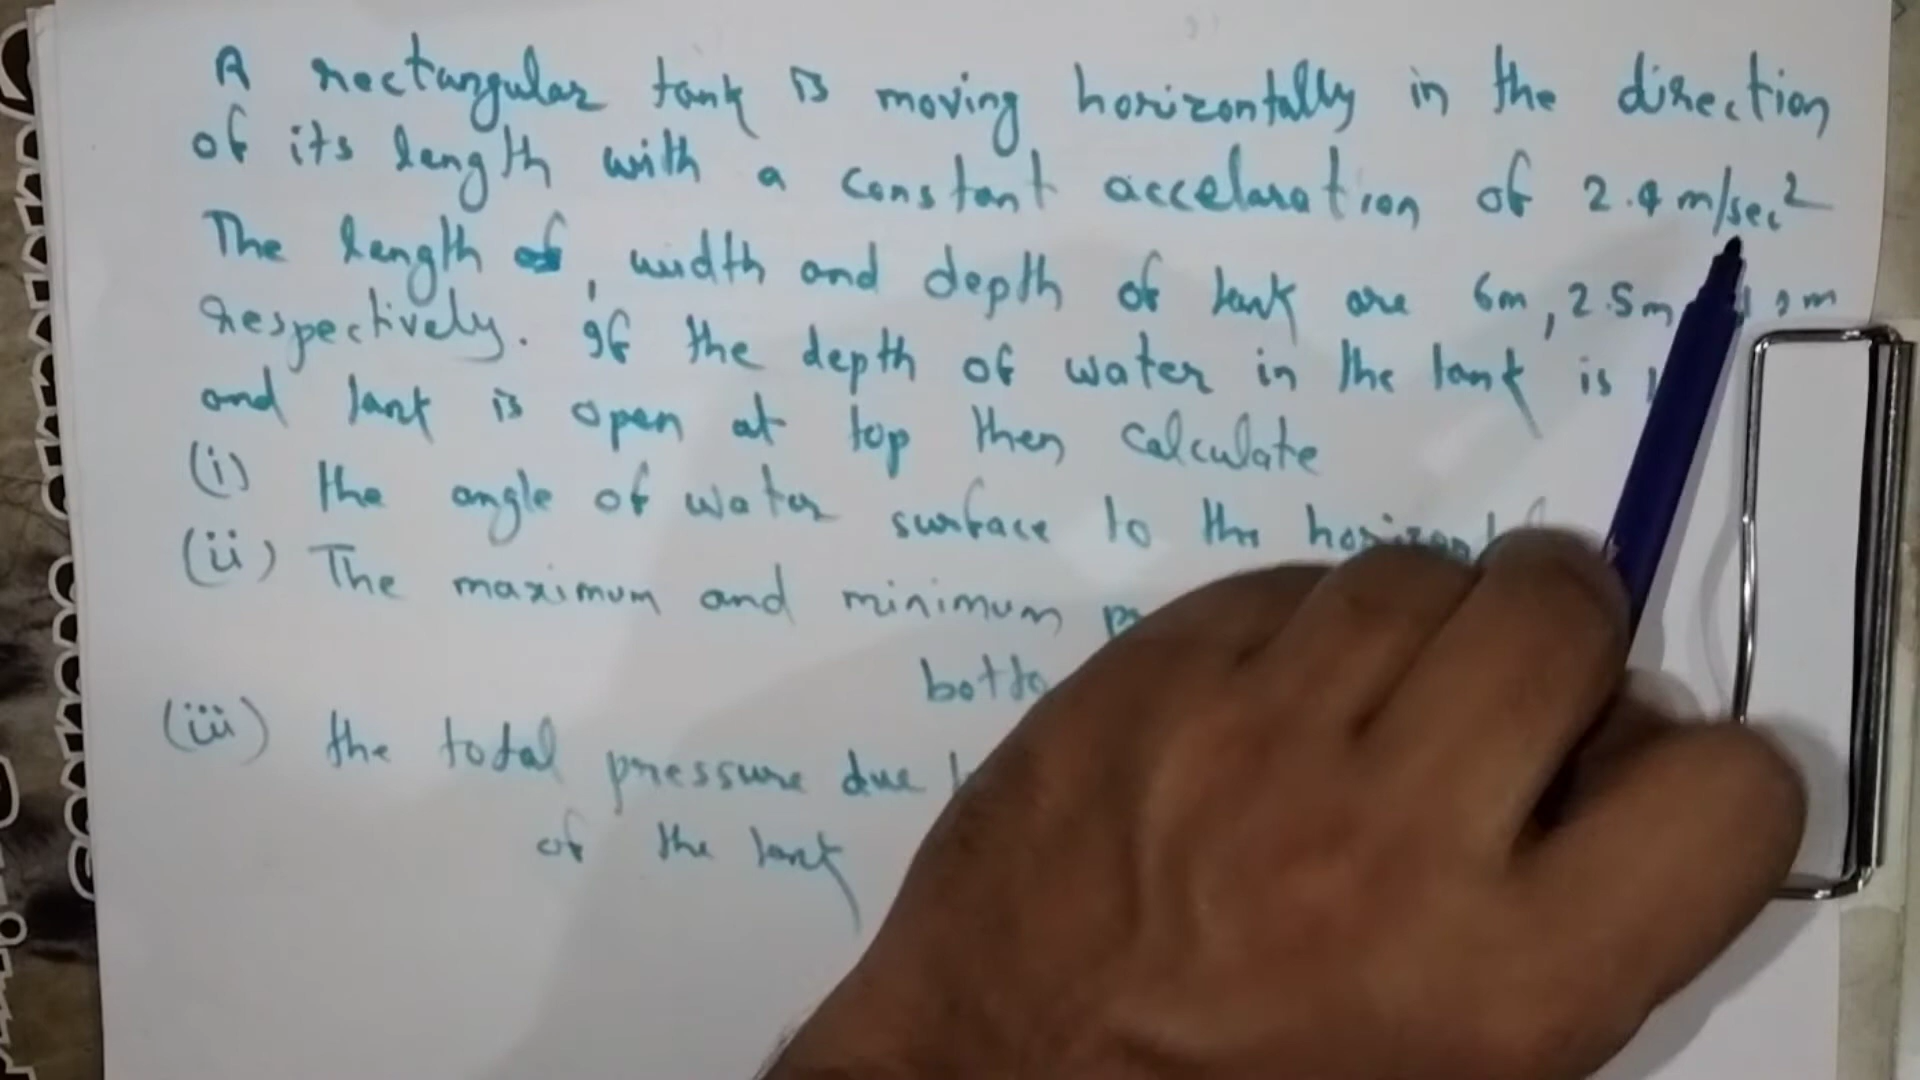 A rectangular tank is moving horizontally in the direction
of its length with a constant accelaration of 2.4 m/sec²
The length, width and depth of tank are 6m, 2.5m
respectively. If the depth of water in the tank is
and tank is open at top then calculate
(i) the angle of water surface to the
(ii) The maximum and minimum
(iii) the total pressure due
of the tank